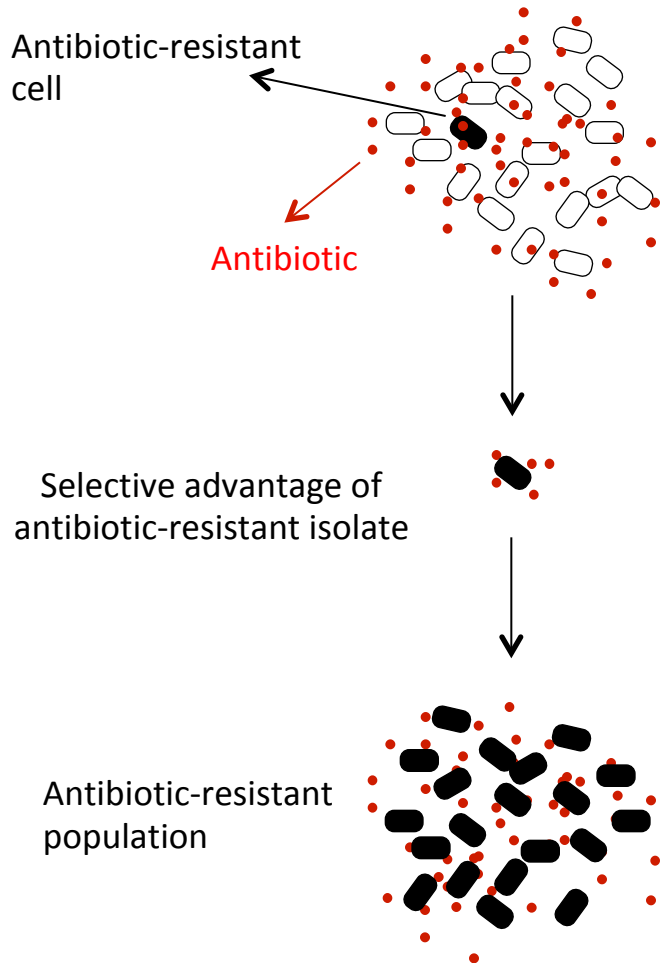 Antibiotic-resistant
cell
Antibiotic
Selective advantage of
antibiotic-resistant isolate
Antibiotic-resistant
population